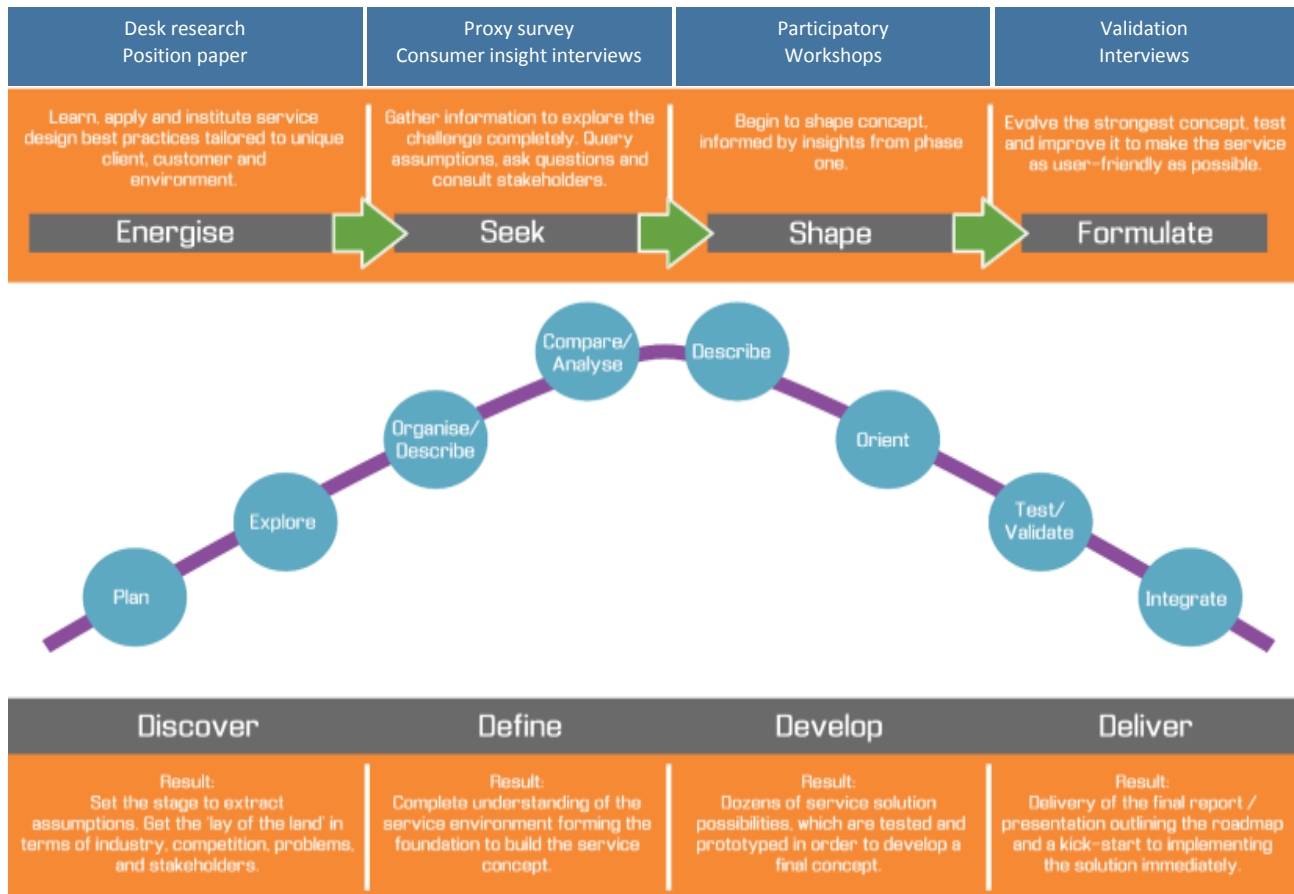 Desk research
Position paper
Proxy survey
Consumer insight interviews
Participatory
Workshops
Validation
Interviews
Learn, apply and institute service
design best practices tailored to unique
client, customer and
environment.
Gather information to explore the
challenge completely. Query
assumptions, ask questions and
consult stakeholders.
Begin to shape concept,
informed by insights from phase
one.
Evolve the strongest concept, test
and improve it to make the service
as user-friendly as possible.
Energise
Seek
Shape
Formulate
Compare/
Analyse
Describe
Organise/
Describe
Orient
Explore
Test/
Validate
Plan
Integrate
Discover
Define
Develop
Deliver
Result:
Set the stage to extract
assumptions. Get the 'lay of the land' in
terms of industry, competition, problems,
and stakeholders.
Result:
Complete understanding of the
service environment forming the
foundation to build the service
concept.
Result:
Dozens of service solution
possibilities, which are tested and
prototyped in order to develop a
final concept.
Result:
Delivery of the final report /
presentation outlining the roadmap
and a kick-start to implementing
the solution immediately.